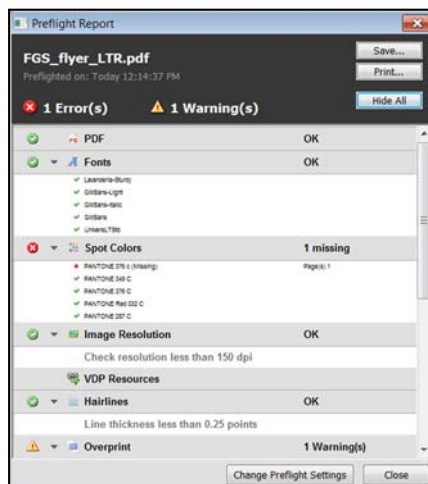 Preflight Report
FGS_flyer_LTR.pdf
Preflighted on: Today 12:14:37 PM
Save...
Print...
1 Error(s)
1 Warning(s)
Hide All
PDF OK
Fonts OK
GillSans-Light
GillSans-Italic
GillSans
UniversLTStd
Spot Colors 1 missing
PANTONE 375 c (Missing) Page(s) 1
PANTONE 349 C
PANTONE 376 C
PANTONE Red 032 C
PANTONE 287 C
Image Resolution OK
Check resolution less than 150 dpi
VDP Resources
Hairlines OK
Line thickness less than 0.25 points
Overprint 1 Warning(s)
Change Preflight Settings
Close